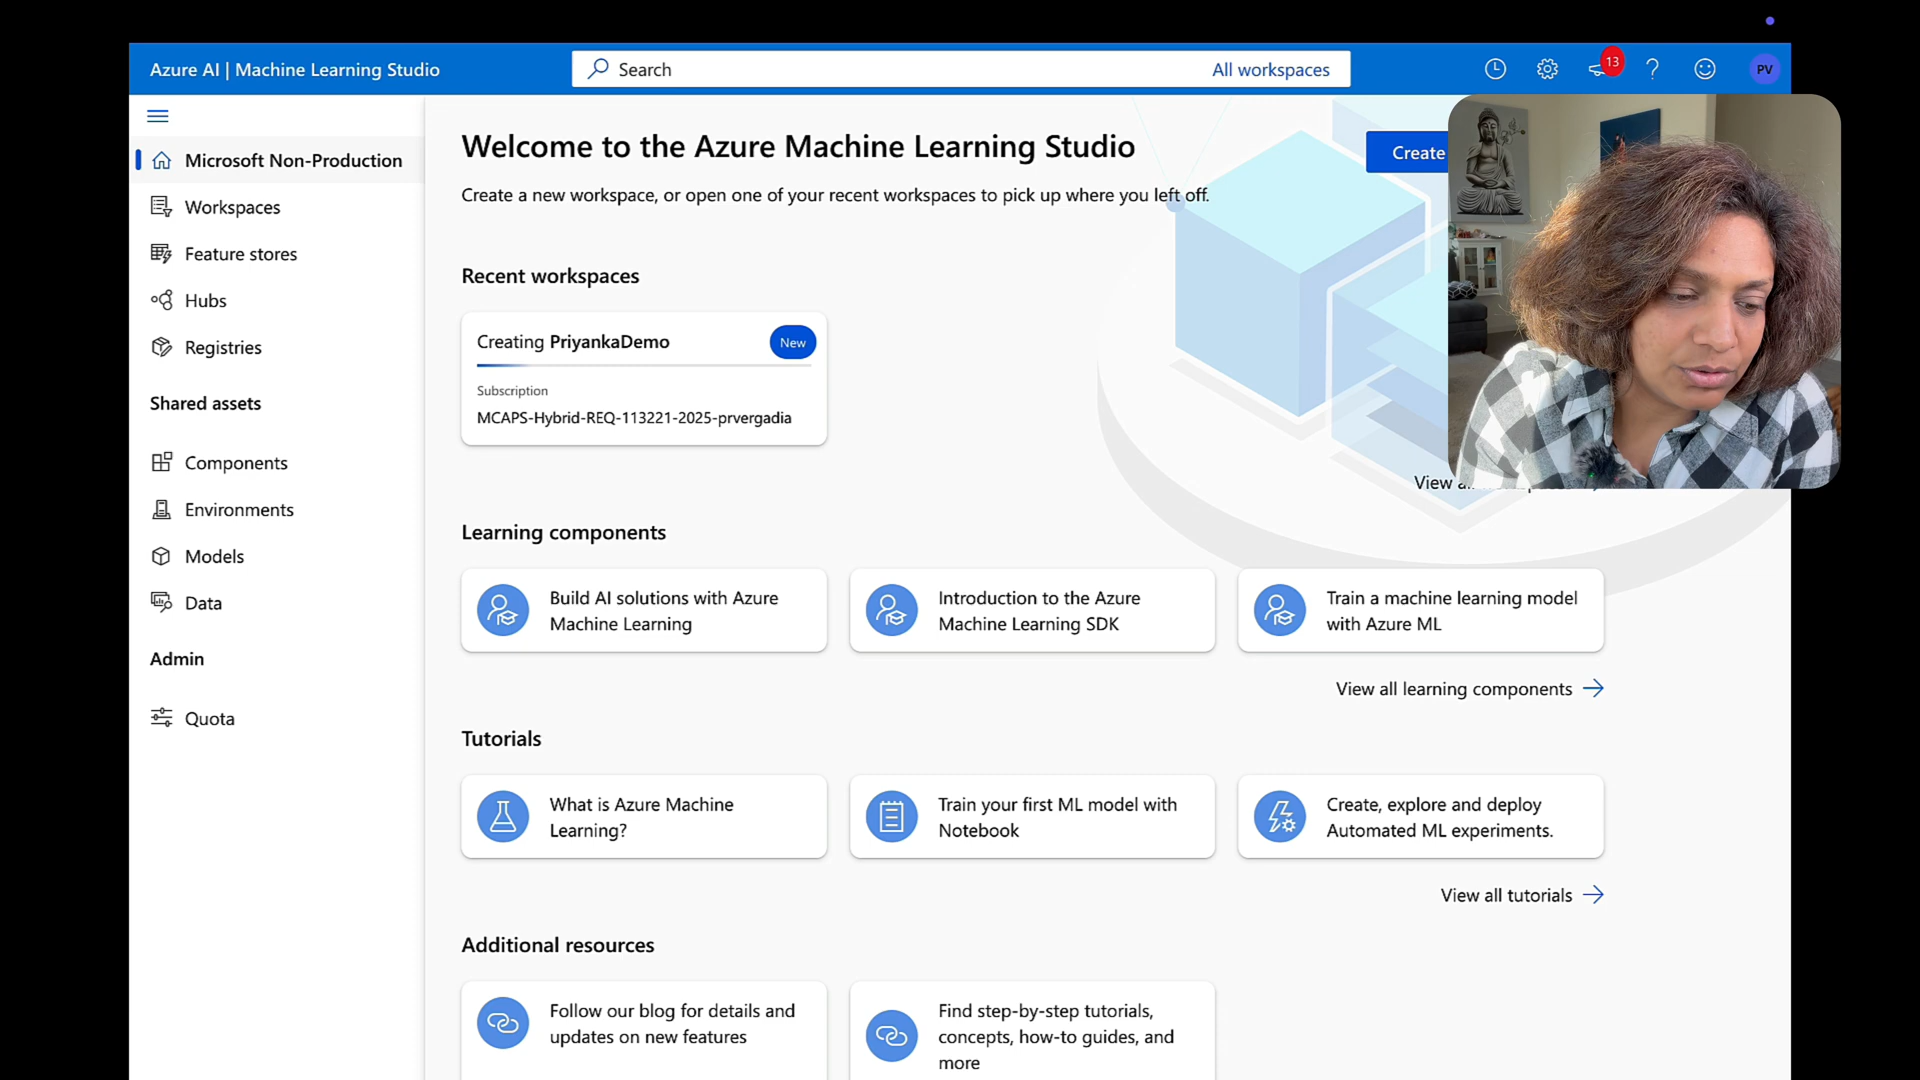 Azure AI | Machine Learning Studio
Search
All workspaces
13
PV
Microsoft Non-Production
Workspaces
Feature stores
Hubs
Registries
Shared assets
Components
Environments
Models
Data
Admin
Quota
Welcome to the Azure Machine Learning Studio
Create
Create a new workspace, or open one of your recent workspaces to pick up where you left off.
Recent workspaces
Creating PriyankaDemo
New
Subscription
MCAPS-Hybrid-REQ-113221-2025-prvergadia
View
Learning components
Build AI solutions with Azure
Machine Learning
Introduction to the Azure
Machine Learning SDK
Train a machine learning model
with Azure ML
View all learning components
Tutorials
What is Azure Machine
Learning?
Train your first ML model with
Notebook
Create, explore and deploy
Automated ML experiments.
View all tutorials
Additional resources
Follow our blog for details and
updates on new features
Find step-by-step tutorials,
concepts, how-to guides, and
more